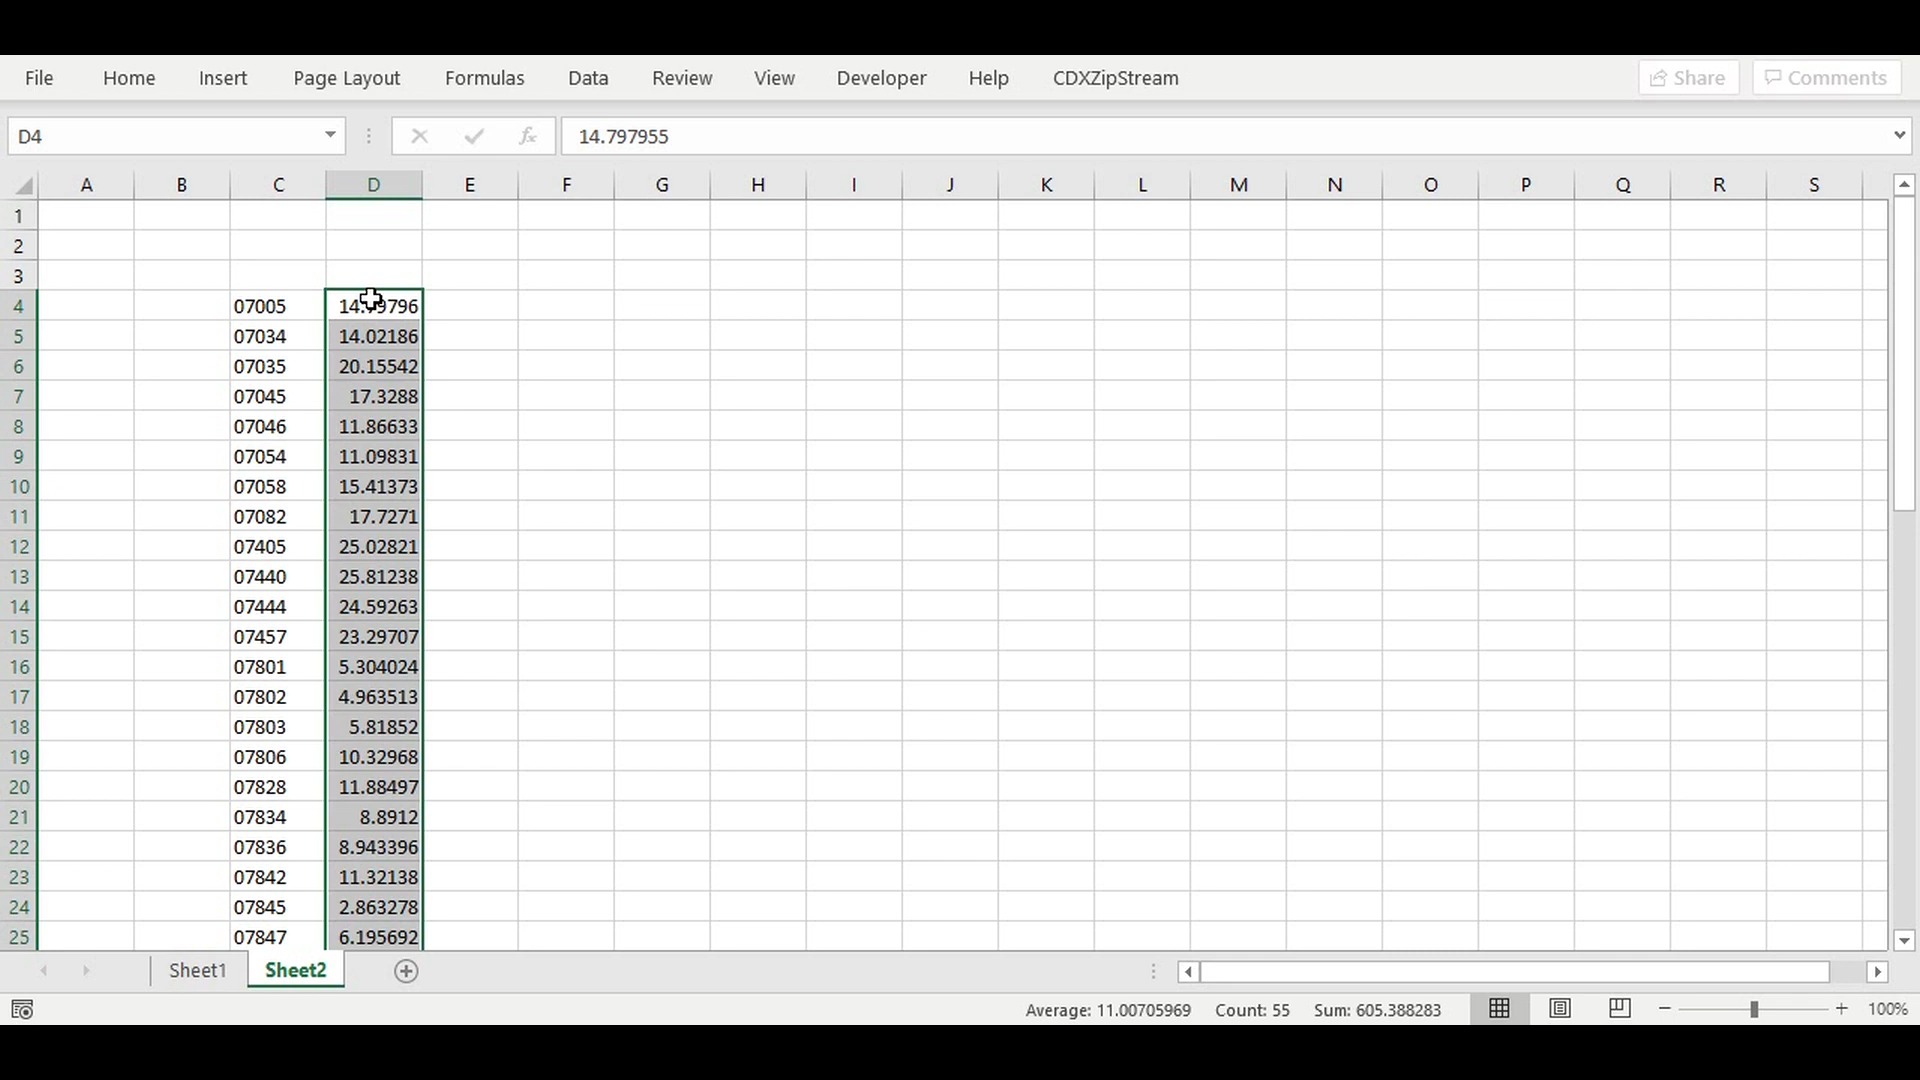 File Home Insert Page Layout Formulas Data Review View Developer Help CDXZipStream Share Comments
D4 fx 14.797955
A B C D E F G H I J K L M N O P Q R S
1
2
3
4 07005
5 07034 14.02186
6 07035 20.15542
7 07045 17.3288
8 07046 11.86633
9 07054 11.09831
10 07058 15.41373
11 07082 17.7271
12 07405 25.02821
13 07440 25.81238
14 07444 24.59263
15 07457 23.29707
16 07801 5.304024
17 07802 4.963513
18 07803 5.81852
19 07806 10.32968
20 07828 11.88497
21 07834 8.8912
22 07836 8.943396
23 07842 11.32138
24 07845 2.863278
25 07847 6.195692
Sheet1 Sheet2
Average: 11.00705969 Count: 55 Sum: 605.388283 100%